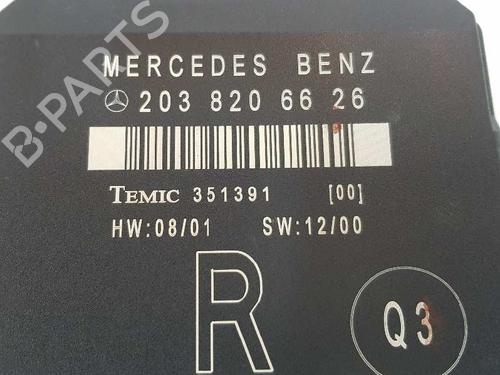 MERCEDES BENZ
203 820 66 26
TEMIC 351391 [00]
HW:08/01 SW:12/00
R
Q3
B-PARTS